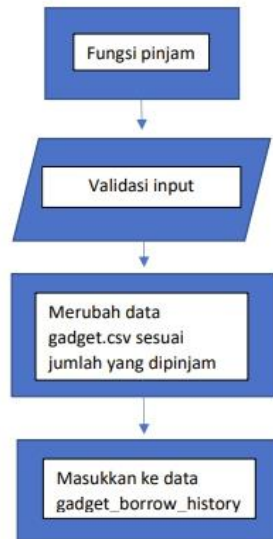 Fungsi pinjam
Validasi input
Merubah data
gadget.csv sesuai
jumlah yang dipinjam
Masukkan ke data
gadget_borrow_history